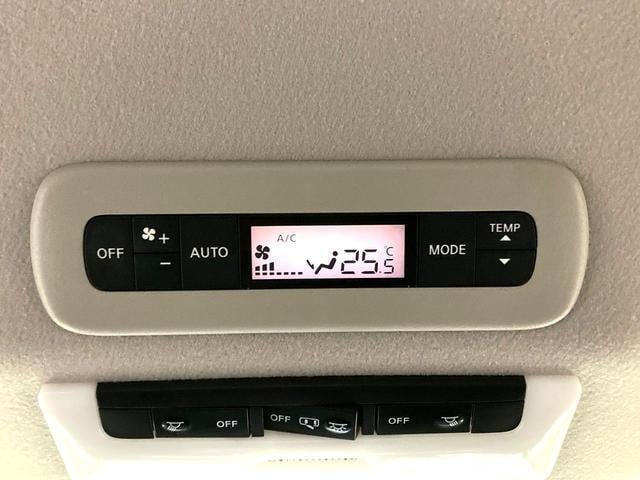 OFF + - AUTO A/C 25.5 °C MODE TEMP
OFF OFF OFF